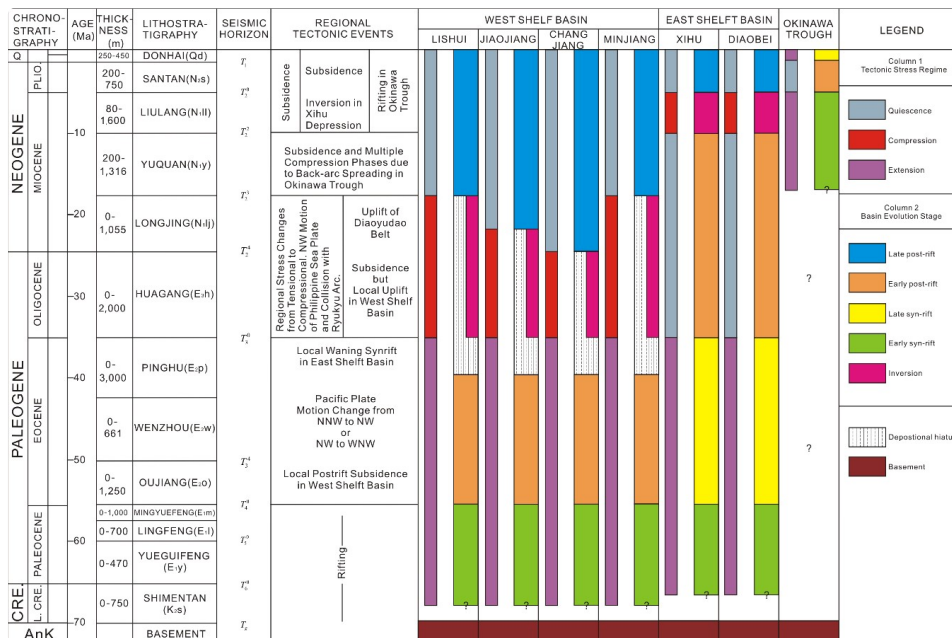 CHRONO-
STRATI-
GRAPHY
AGE
(Ma)
THICK-
NESS
(m)
LITHOSTRA-
TIGRAPHY
SEISMIC
HORIZON
REGIONAL
TECTONIC EVENTS
WEST SHELF BASIN
EAST SHELFT BASIN
OKINAWA
TROUGH
LEGEND
LISHUI
JIAOJIANG
CHANG
JIANG
MINJIANG
XIHU
DIAOBEI
Q
NEOGENE
PALEOGENE
CRE.
AnK
PLIO.
MIOCENE
OLIGOCENE
EOCENE
PALEOCENE
L. CRE.
10
20
30
40
50
60
70
250-450
DONHAI(Qd)
200-
750
SANTAN(N₂s)
80-
1,600
LIULANG(N₁ll)
200-
1,316
YUQUAN(N₁y)
0-
1,055
LONGJING(N₁lj)
0-
2,000
HUAGANG(E₃h)
0-
3,000
PINGHU(E₂p)
0-
661
WENZHOU(E₂w)
0-
1,250
OUJIANG(E₂o)
0-1,000
MINGYUEFENG(E₁m)
0-700
LINGFENG(E₁l)
0-470
YUEGUIFENG
(E₁y)
0-750
SHIMENTAN
(K₂s)
BASEMENT
Subsidence
Subsidence
Inversion in
Xihu
Depression
Rifting in
Okinawa
Trough
Subsidence and Multiple
Compression Phases due
to Back-arc Spreading in
Okinawa Trough
Regional Stress Changes
from Tensional to
Compressional. NW Motion
of Philippine Sea Plate
and Collision with
Ryukyu Arc.
Uplift of
Diaoyudao
Belt
Subsidence
but
Local Uplift
in West Shelf
Basin
Local Waning Synrift
in East Shelft Basin
Pacific Plate
Motion Change from
NNW to NW
or
NW to WNW
Local Postrift Subsidence
in West Shelft Basin
Rifting
?
?
?
?
?
?
?
?
?
Column 1
Tectonic Stress Regime
Quiescence
Compression
Extension
Column 2
Basin Evolution Stage
Late post-rift
Early post-rift
Late syn-rift
Early syn-rift
Inversion
Depostional hiatu
Basement